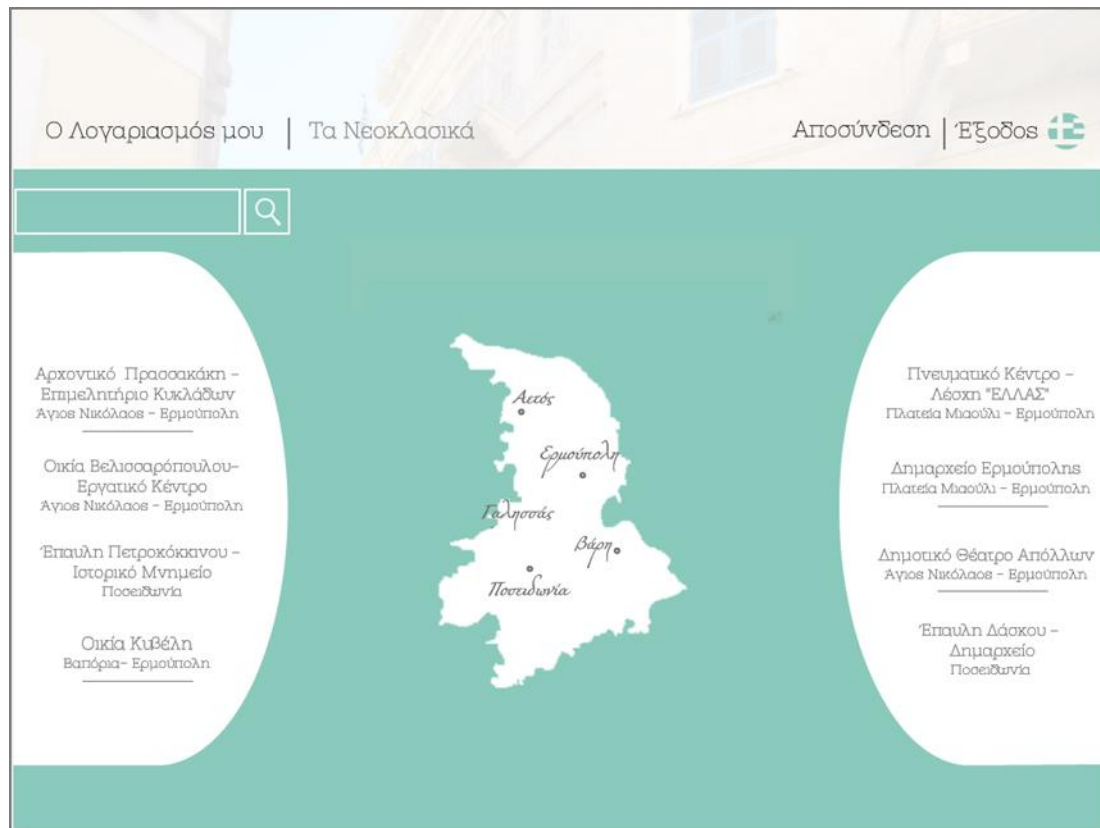 Ο Λογαριασμός μου | Τα Νεοκλασικά
Αποσύνδεση | Έξοδος
Αρχοντικό Πρασσακάκη –
Επιμελητήριο Κυκλάδων
Άγιος Νικόλαος – Ερμούπολη
Οικία Βελισσαρόπουλου–
Εργατικό Κέντρο
Άγιος Νικόλαος – Ερμούπολη
Έπαυλη Πετροκόκκινου –
Ιστορικό Μνημείο
Ποσειδωνία
Οικία Κυβέλη
Βαπόρια– Ερμούπολη
Αετός
Ερμούπολη
Γαλησσάς
Βάρη
Ποσειδωνία
Πνευματικό Κέντρο –
Λέσχη "ΕΛΛΑΣ"
Πλατεία Μιαούλι – Ερμούπολη
Δημαρχείο Ερμούπολης
Πλατεία Μιαούλι – Ερμούπολη
Δημοτικό Θέατρο Απόλλων
Άγιος Νικόλαος – Ερμούπολη
Έπαυλη Δάσκου –
Δημαρχείο
Ποσειδωνία